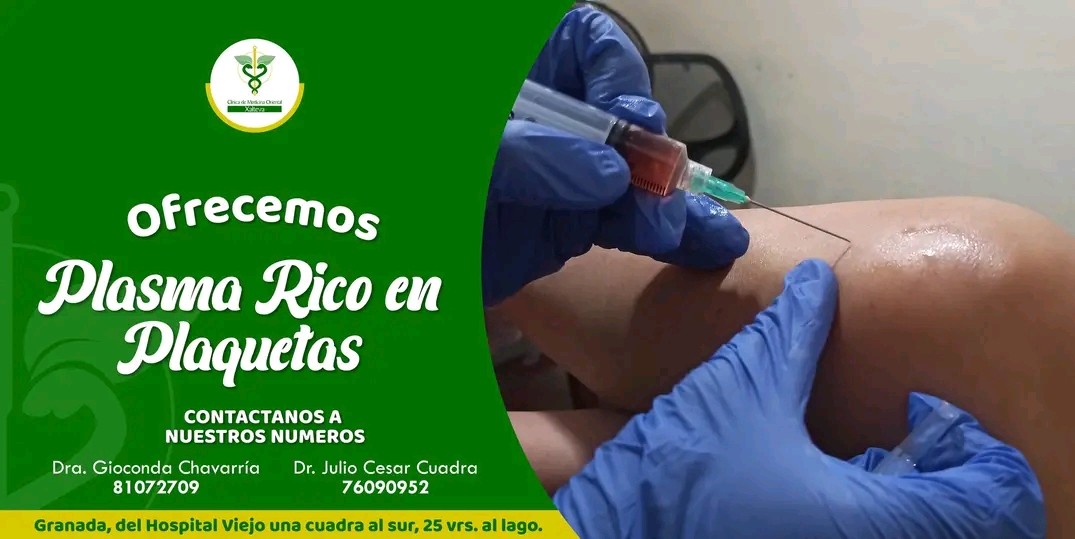 Clínica de Medicina Oriental
Xalteva
Ofrecemos
Plasma Rico en
Plaquetas
CONTACTANOS A
NUESTROS NUMEROS
Dra. Gioconda Chavarría
81072709
Dr. Julio Cesar Cuadra
76090952
Granada, del Hospital Viejo una cuadra al sur, 25 vrs. al lago.